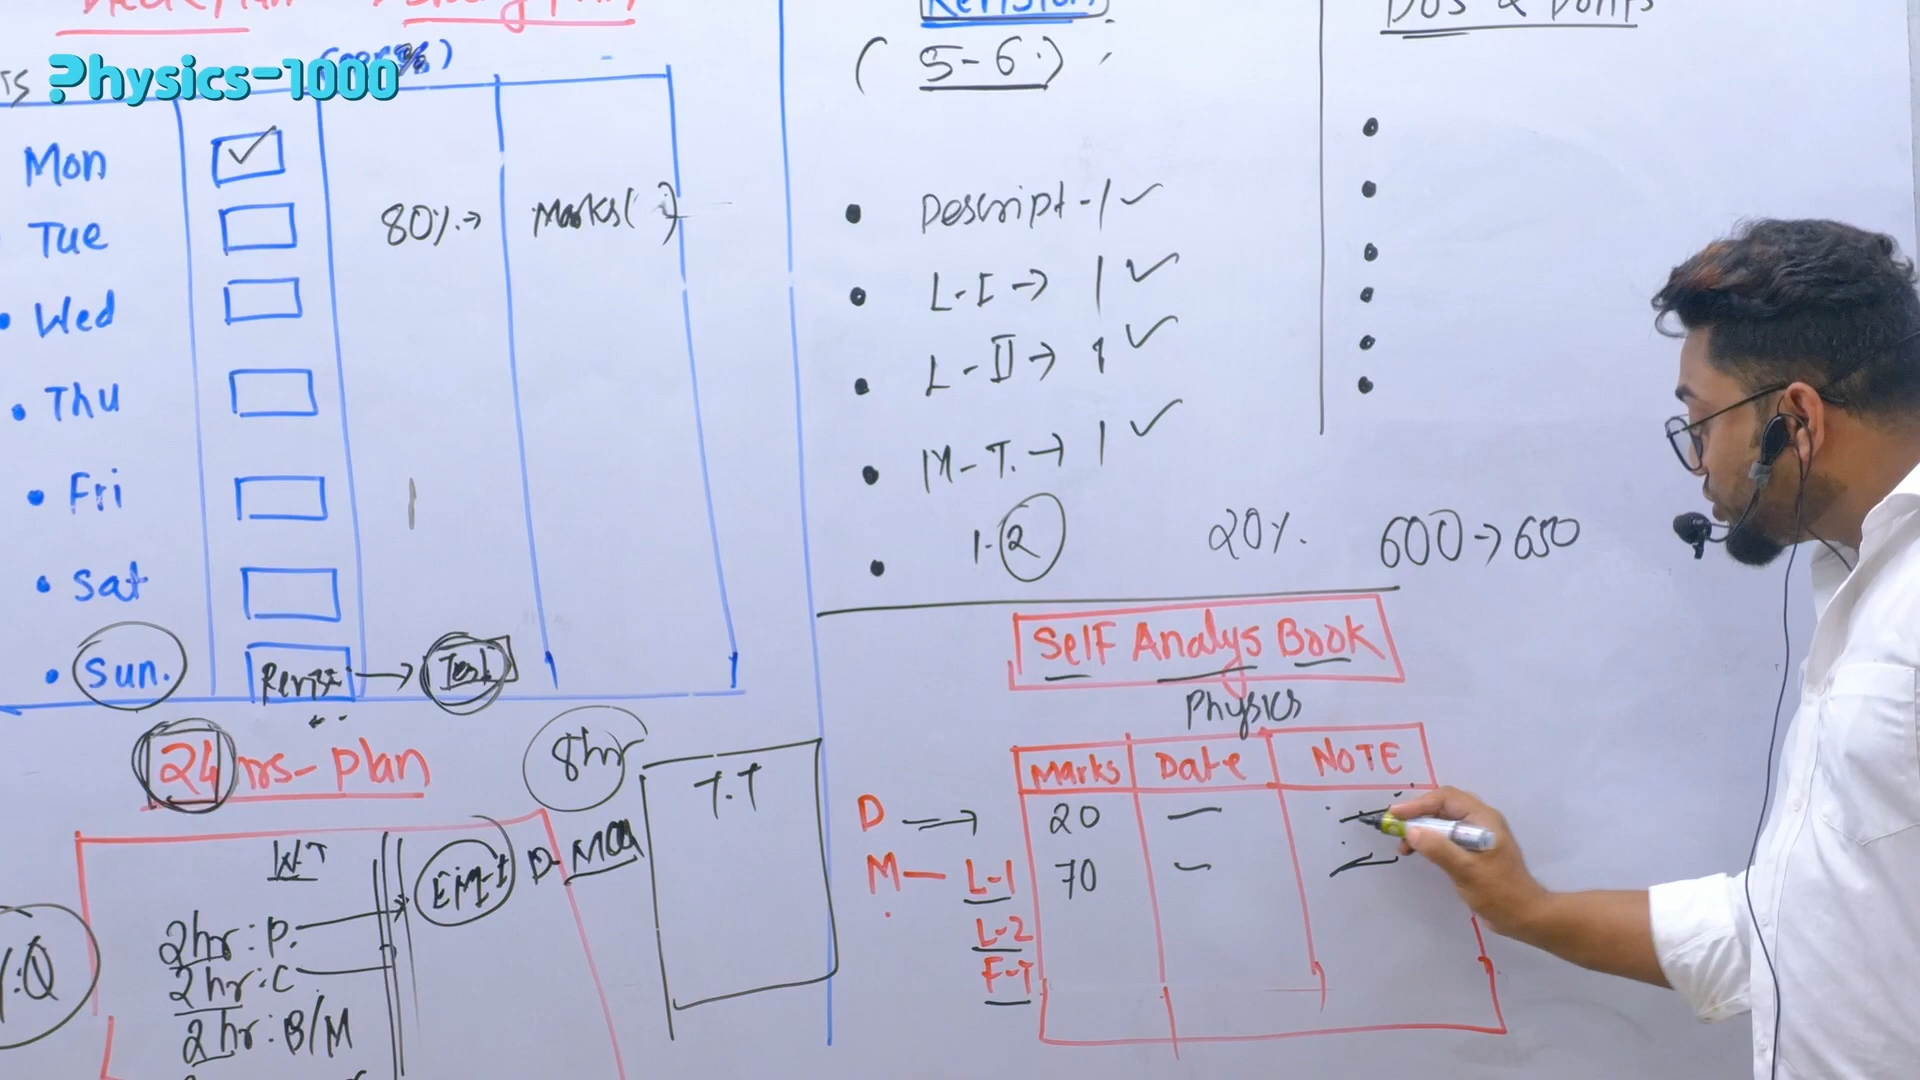 Physics-1000
Mon
Tue
80% → Marks( )
• Wed
• Thu
• Fri
• Sat
• Sun.
Revise → Test
24 hrs-plan
8hr
T.T
W.T
2hr : P.
2hr : C
2hr : B/M
D-MCQ
Revision
( 5-6 )
• Descript - 1 ✓
• L-I → 1 ✓
• L-II → 1 ✓
• M-T. → 1 ✓
• 1. 2
20%.
600 → 650
Dos & Donts
Self Analys Book
Physics
Marks Date NOTE
D → 20 —
M — L-1 70 —
L-2
F-T